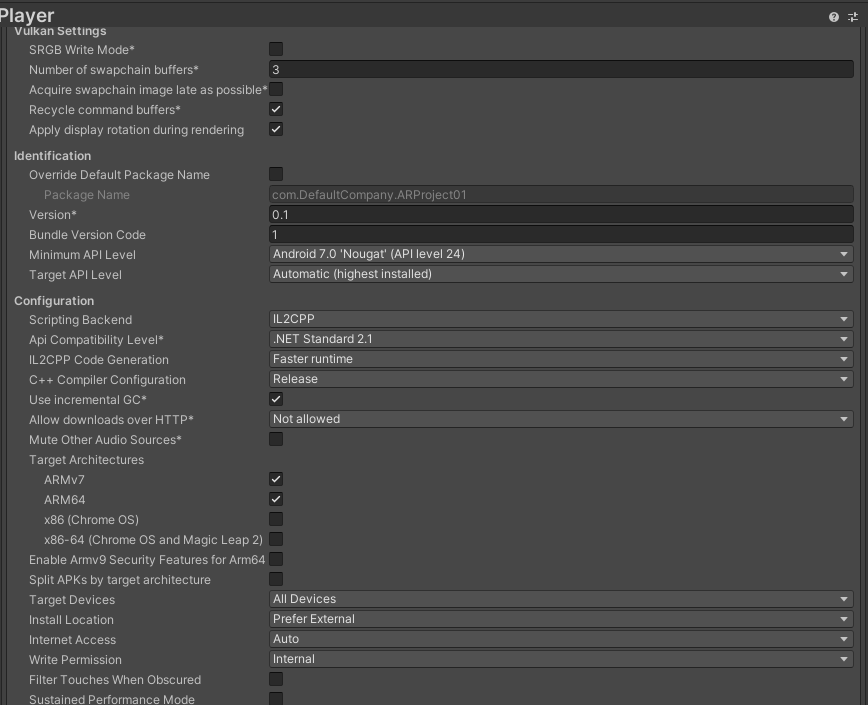 Player
Vulkan Settings
SRGB Write Mode*
Number of swapchain buffers* 3
Acquire swapchain image late as possible*
Recycle command buffers*
Apply display rotation during rendering
Identification
Override Default Package Name
Package Name com.DefaultCompany.ARProject01
Version* 0.1
Bundle Version Code 1
Minimum API Level Android 7.0 'Nougat' (API level 24)
Target API Level Automatic (highest installed)
Configuration
Scripting Backend IL2CPP
Api Compatibility Level* .NET Standard 2.1
IL2CPP Code Generation Faster runtime
C++ Compiler Configuration Release
Use incremental GC*
Allow downloads over HTTP* Not allowed
Mute Other Audio Sources*
Target Architectures
ARMv7
ARM64
x86 (Chrome OS)
x86-64 (Chrome OS and Magic Leap 2)
Enable Armv9 Security Features for Arm64
Split APKs by target architecture
Target Devices All Devices
Install Location Prefer External
Internet Access Auto
Write Permission Internal
Filter Touches When Obscured
Sustained Performance Mode